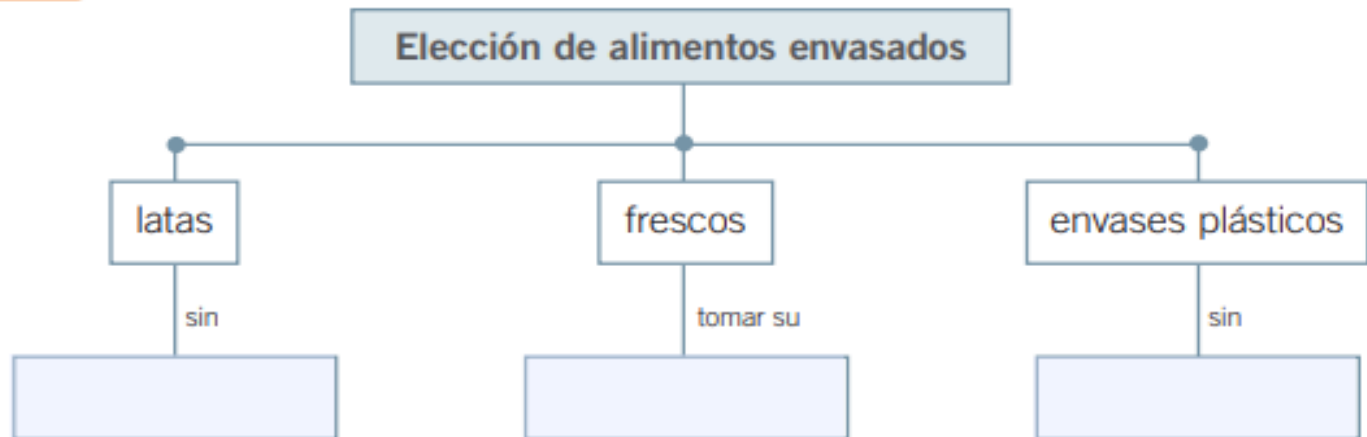 Elección de alimentos envasados
latas
frescos
envases plásticos
sin
tomar su
sin